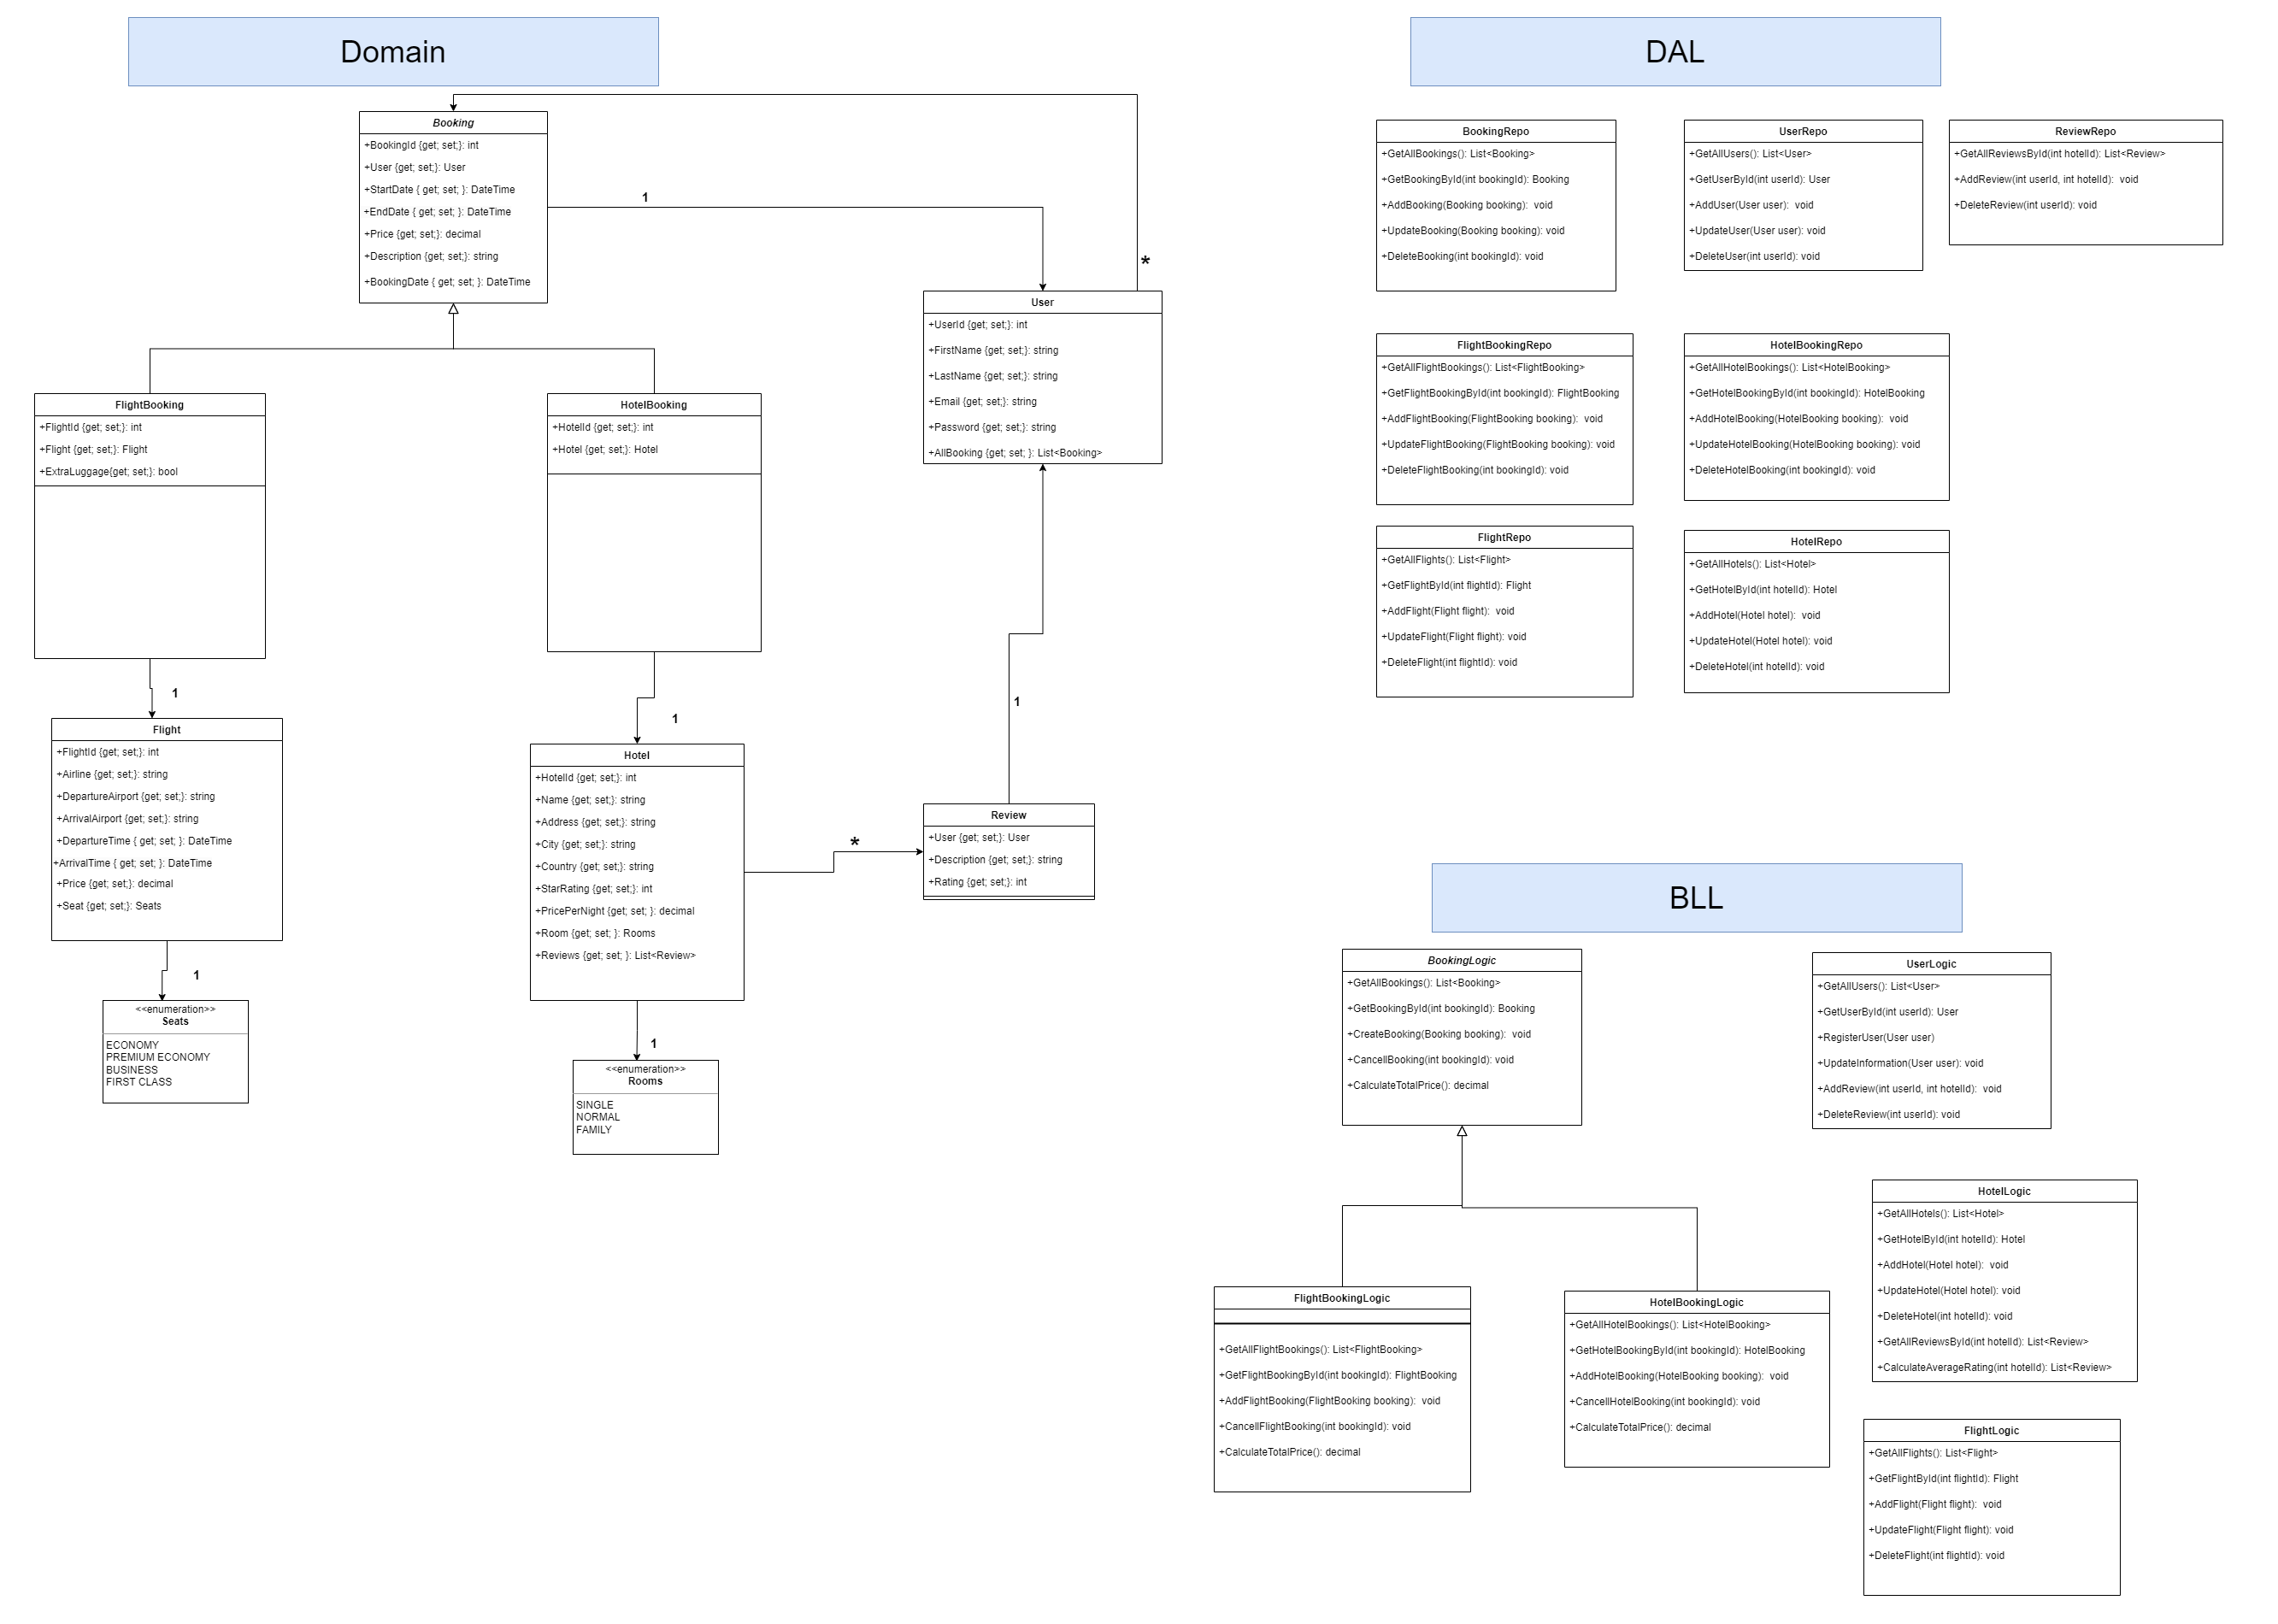 Domain
Booking
+BookingId {get; set;}: int
+User {get; set;}: User
+StartDate { get; set; }: DateTime
+EndDate { get; set; }: DateTime
+Price {get; set;}: decimal
+Description {get; set;}: string
+BookingDate { get; set; }: DateTime
1
*
User
+UserId {get; set;}: int
+FirstName {get; set;}: string
+LastName {get; set;}: string
+Email {get; set;}: string
+Password {get; set;}: string
+AllBooking {get; set; }: List<Booking>
FlightBooking
+FlightId {get; set;}: int
+Flight {get; set;}: Flight
+ExtraLuggage{get; set;}: bool
HotelBooking
+HotelId {get; set;}: int
+Hotel {get; set;}: Hotel
1
1
1
Flight
+FlightId {get; set;}: int
+Airline {get; set;}: string
+DepartureAirport {get; set;}: string
+ArrivalAirport {get; set;}: string
+DepartureTime { get; set; }: DateTime
+ArrivalTime { get; set; }: DateTime
+Price {get; set;}: decimal
+Seat {get; set;}: Seats
Hotel
+HotelId {get; set;}: int
+Name {get; set;}: string
+Address {get; set;}: string
+City {get; set;}: string
+Country {get; set;}: string
+StarRating {get; set;}: int
+PricePerNight {get; set; }: decimal
+Room {get; set; }: Rooms
+Reviews {get; set; }: List<Review>
*
Review
+User {get; set;}: User
+Description {get; set;}: string
+Rating {get; set;}: int
1
<<enumeration>>
Seats
ECONOMY
PREMIUM ECONOMY
BUSINESS
FIRST CLASS
1
<<enumeration>>
Rooms
SINGLE
NORMAL
FAMILY
DAL
BookingRepo
+GetAllBookings(): List<Booking>
+GetBookingById(int bookingId): Booking
+AddBooking(Booking booking):  void
+UpdateBooking(Booking booking): void
+DeleteBooking(int bookingId): void
UserRepo
+GetAllUsers(): List<User>
+GetUserById(int userId): User
+AddUser(User user):  void
+UpdateUser(User user): void
+DeleteUser(int userId): void
ReviewRepo
+GetAllReviewsById(int hotelId): List<Review>
+AddReview(int userId, int hotelId):  void
+DeleteReview(int userId): void
FlightBookingRepo
+GetAllFlightBookings(): List<FlightBooking>
+GetFlightBookingById(int bookingId): FlightBooking
+AddFlightBooking(FlightBooking booking):  void
+UpdateFlightBooking(FlightBooking booking): void
+DeleteFlightBooking(int bookingId): void
HotelBookingRepo
+GetAllHotelBookings(): List<HotelBooking>
+GetHotelBookingById(int bookingId): HotelBooking
+AddHotelBooking(HotelBooking booking):  void
+UpdateHotelBooking(HotelBooking booking): void
+DeleteHotelBooking(int bookingId): void
FlightRepo
+GetAllFlights(): List<Flight>
+GetFlightById(int flightId): Flight
+AddFlight(Flight flight):  void
+UpdateFlight(Flight flight): void
+DeleteFlight(int flightId): void
HotelRepo
+GetAllHotels(): List<Hotel>
+GetHotelById(int hotelId): Hotel
+AddHotel(Hotel hotel):  void
+UpdateHotel(Hotel hotel): void
+DeleteHotel(int hotelId): void
BLL
BookingLogic
+GetAllBookings(): List<Booking>
+GetBookingById(int bookingId): Booking
+CreateBooking(Booking booking):  void
+CancellBooking(int bookingId): void
+CalculateTotalPrice(): decimal
UserLogic
+GetAllUsers(): List<User>
+GetUserById(int userId): User
+RegisterUser(User user)
+UpdateInformation(User user): void
+AddReview(int userId, int hotelId):  void
+DeleteReview(int userId): void
HotelLogic
+GetAllHotels(): List<Hotel>
+GetHotelById(int hotelId): Hotel
+AddHotel(Hotel hotel):  void
+UpdateHotel(Hotel hotel): void
+DeleteHotel(int hotelId): void
+GetAllReviewsById(int hotelId): List<Review>
+CalculateAverageRating(int hotelId): List<Review>
FlightBookingLogic
+GetAllFlightBookings(): List<FlightBooking>
+GetFlightBookingById(int bookingId): FlightBooking
+AddFlightBooking(FlightBooking booking):  void
+CancellFlightBooking(int bookingId): void
+CalculateTotalPrice(): decimal
HotelBookingLogic
+GetAllHotelBookings(): List<HotelBooking>
+GetHotelBookingById(int bookingId): HotelBooking
+AddHotelBooking(HotelBooking booking):  void
+CancellHotelBooking(int bookingId): void
+CalculateTotalPrice(): decimal
FlightLogic
+GetAllFlights(): List<Flight>
+GetFlightById(int flightId): Flight
+AddFlight(Flight flight):  void
+UpdateFlight(Flight flight): void
+DeleteFlight(int flightId): void